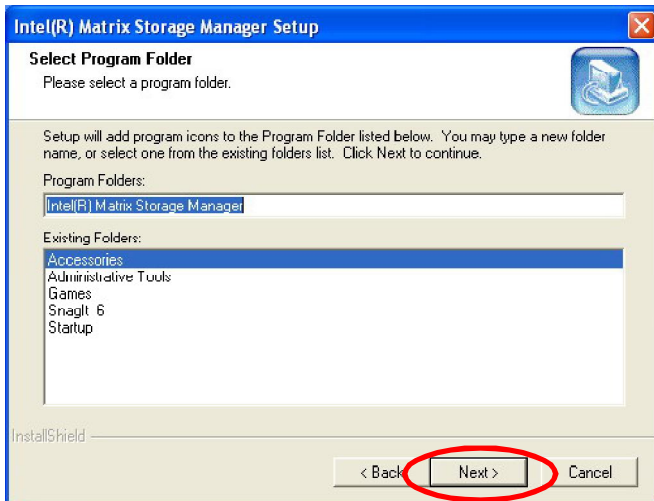 Intel(R) Matrix Storage Manager Setup
Select Program Folder
Please select a program folder.
Setup will add program icons to the Program Folder listed below. You may type a new folder
name, or select one from the existing folders list. Click Next to continue.
Program Folders:
Intel(R) Matrix Storage Manager
Existing Folders:
Accessories
Administrative Tools
Games
SnagIt 6
Startup
InstallShield
< Back
Next >
Cancel